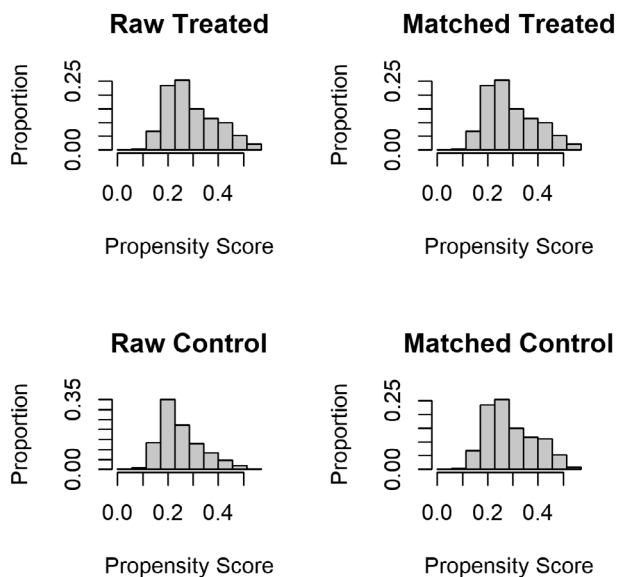 Raw Treated
Proportion
0.00 0.25
0.0 0.2 0.4
Propensity Score
Matched Treated
Proportion
0.00 0.25
0.0 0.2 0.4
Propensity Score
Raw Control
Proportion
0.00 0.35
0.0 0.2 0.4
Propensity Score
Matched Control
Proportion
0.00 0.25
0.0 0.2 0.4
Propensity Score